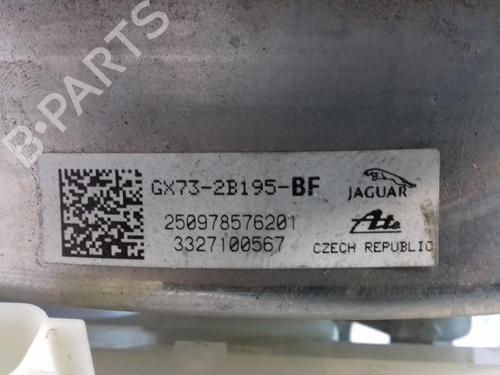 B-PARTS
GX73-2B195-BF
JAGUAR
250978576201
Ate
3327100567
CZECH REPUBLIC